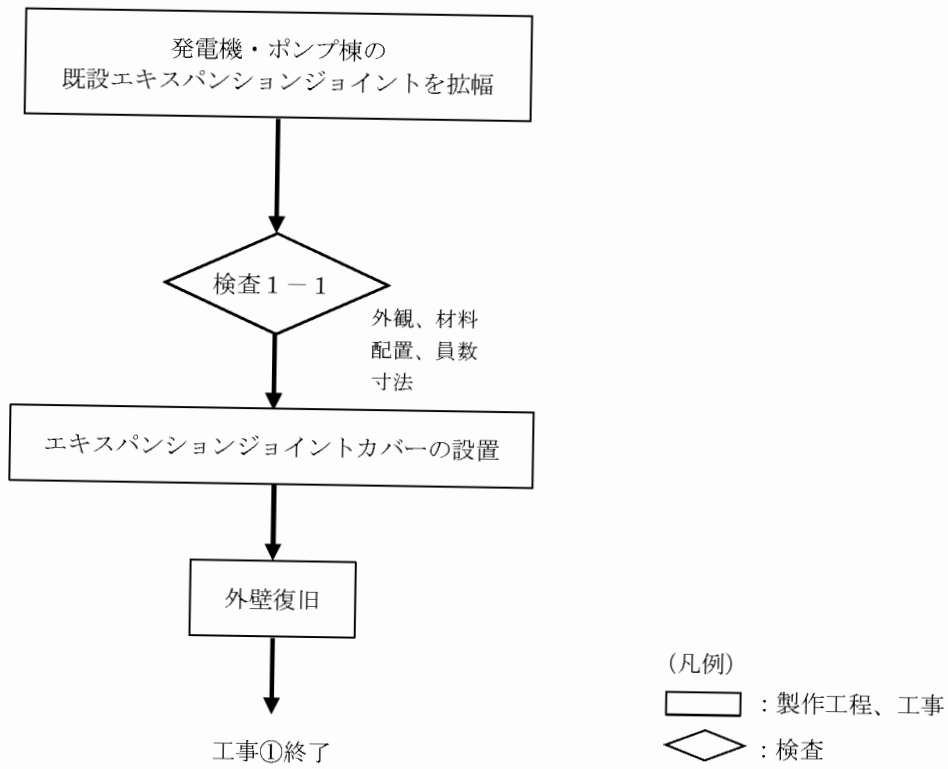 発電機・ポンプ棟の
既設エキスパンションジョイントを拡幅
検査１－１
外観、材料
配置、員数
寸法
エキスパンションジョイントカバーの設置
外壁復旧
工事①終了
（凡例）
：製作工程、工事
：検査